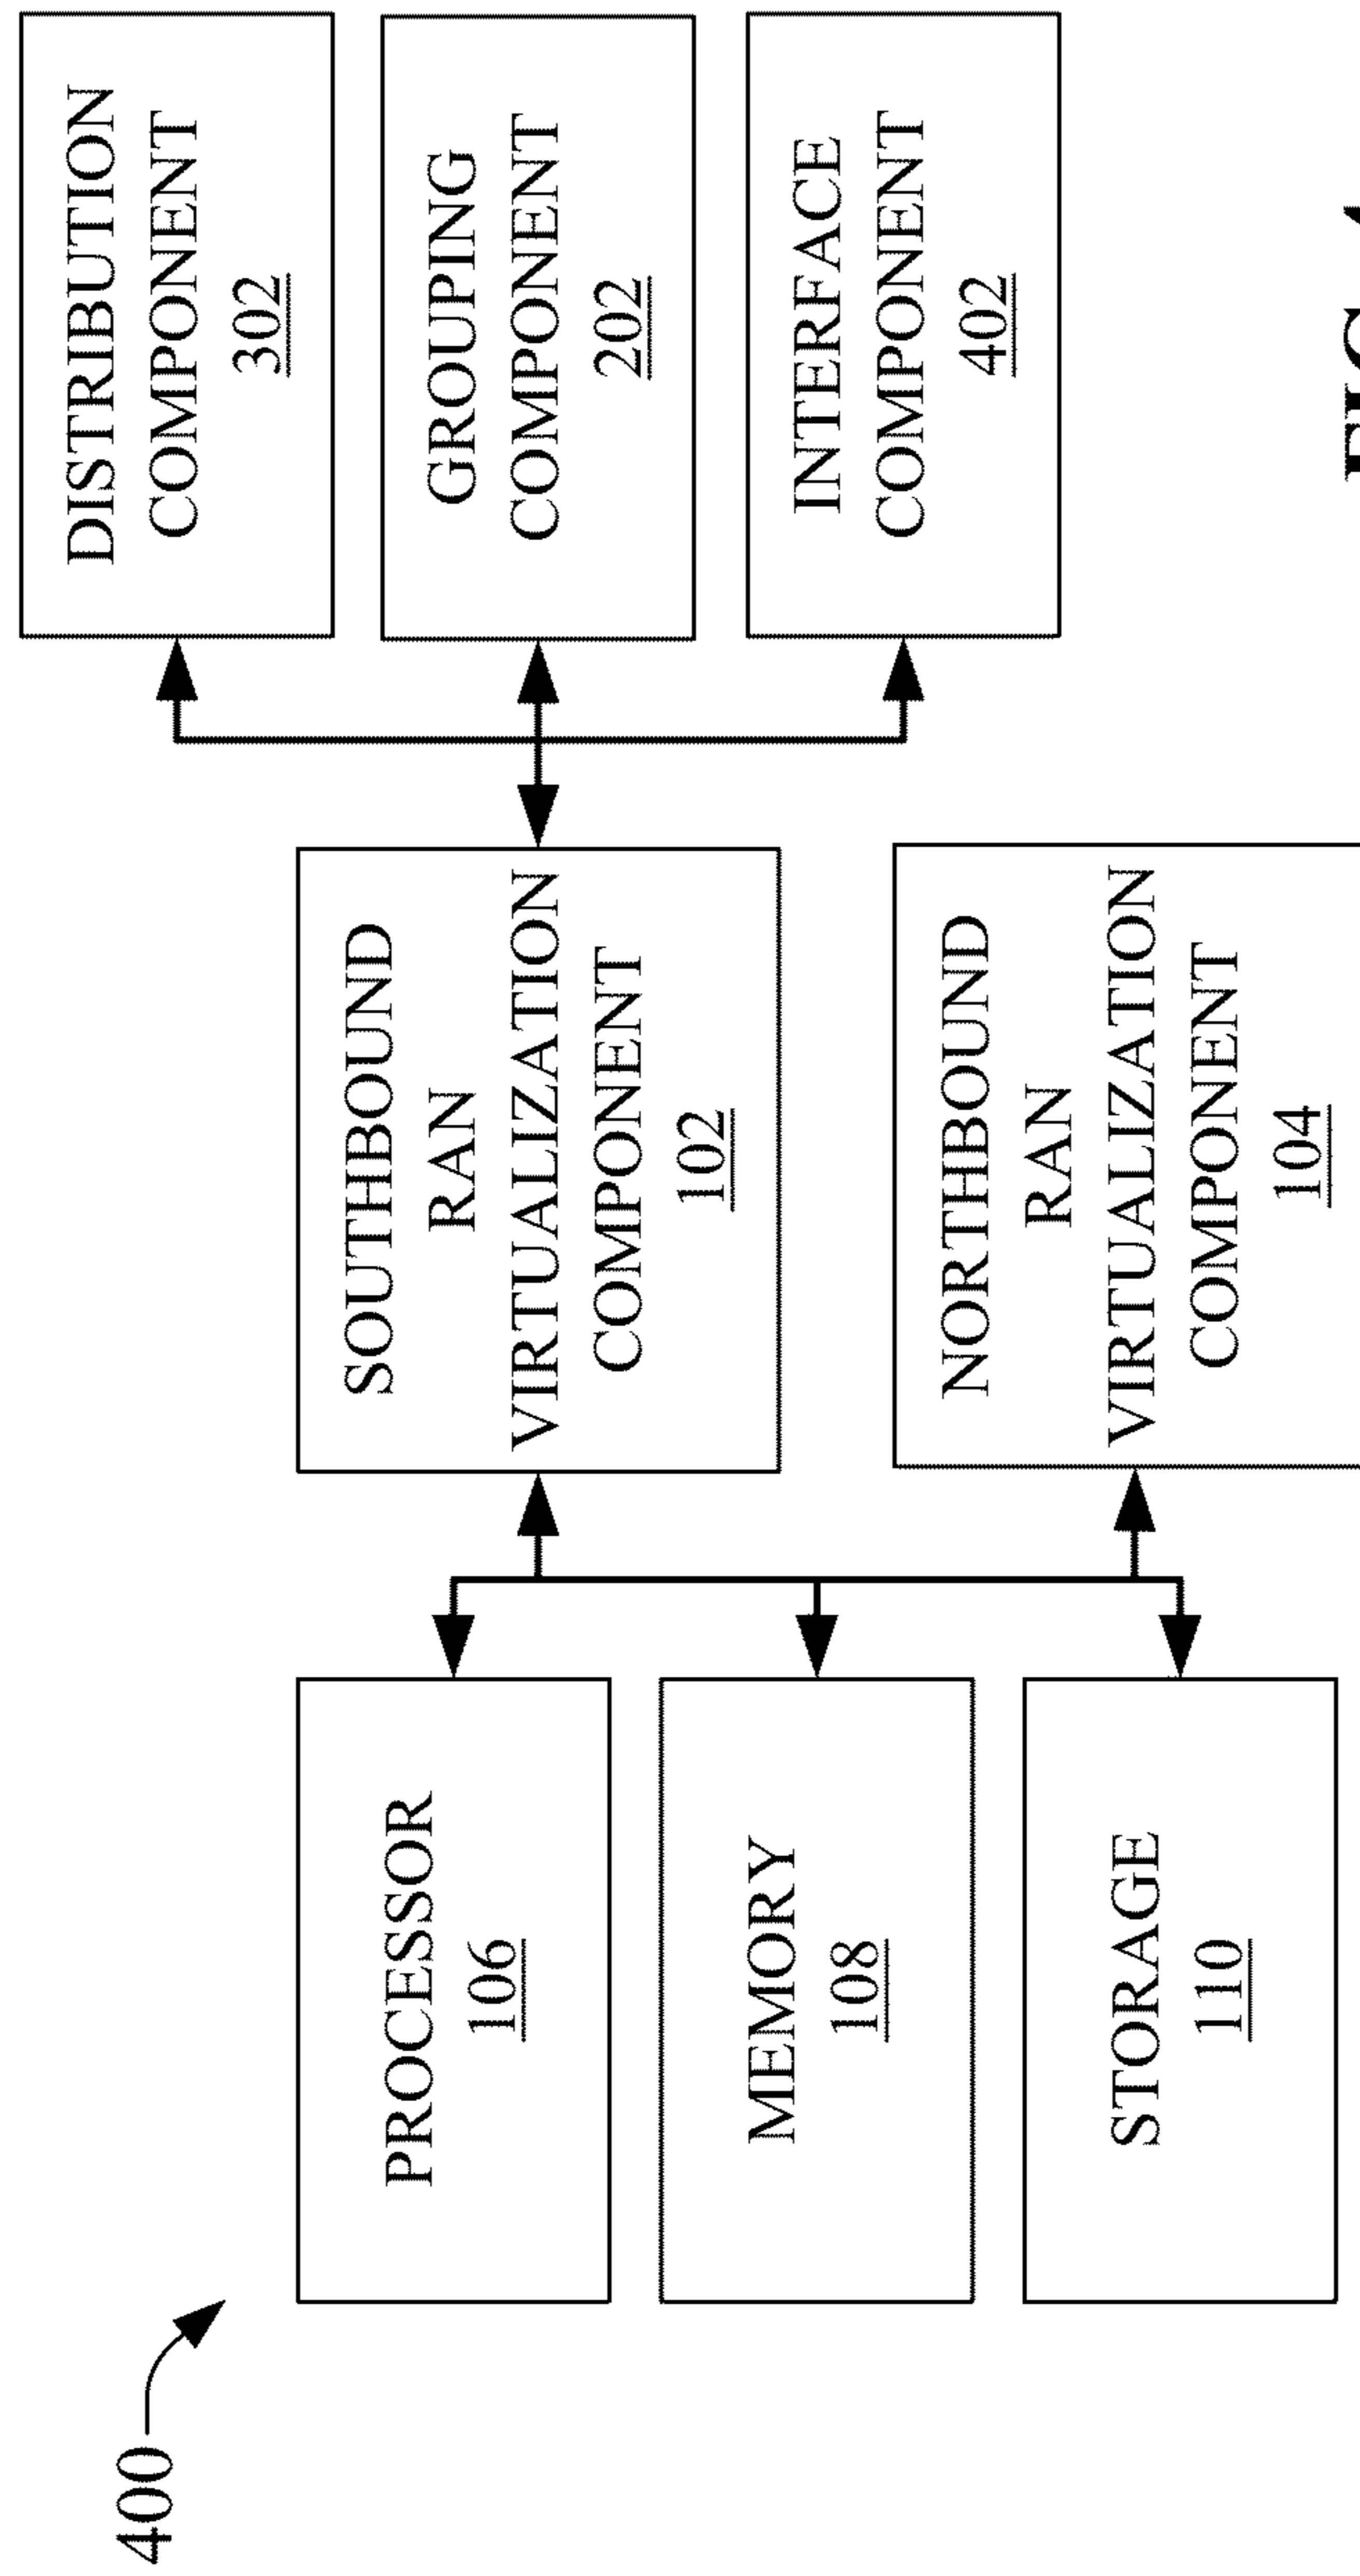 400
PROCESSOR
106
MEMORY
108
STORAGE
110
SOUTHBOUND
RAN
VIRTUALIZATION
COMPONENT
102
NORTHBOUND
RAN
VIRTUALIZATION
COMPONENT
104
DISTRIBUTION
COMPONENT
302
GROUPING
COMPONENT
202
INTERFACE
COMPONENT
402